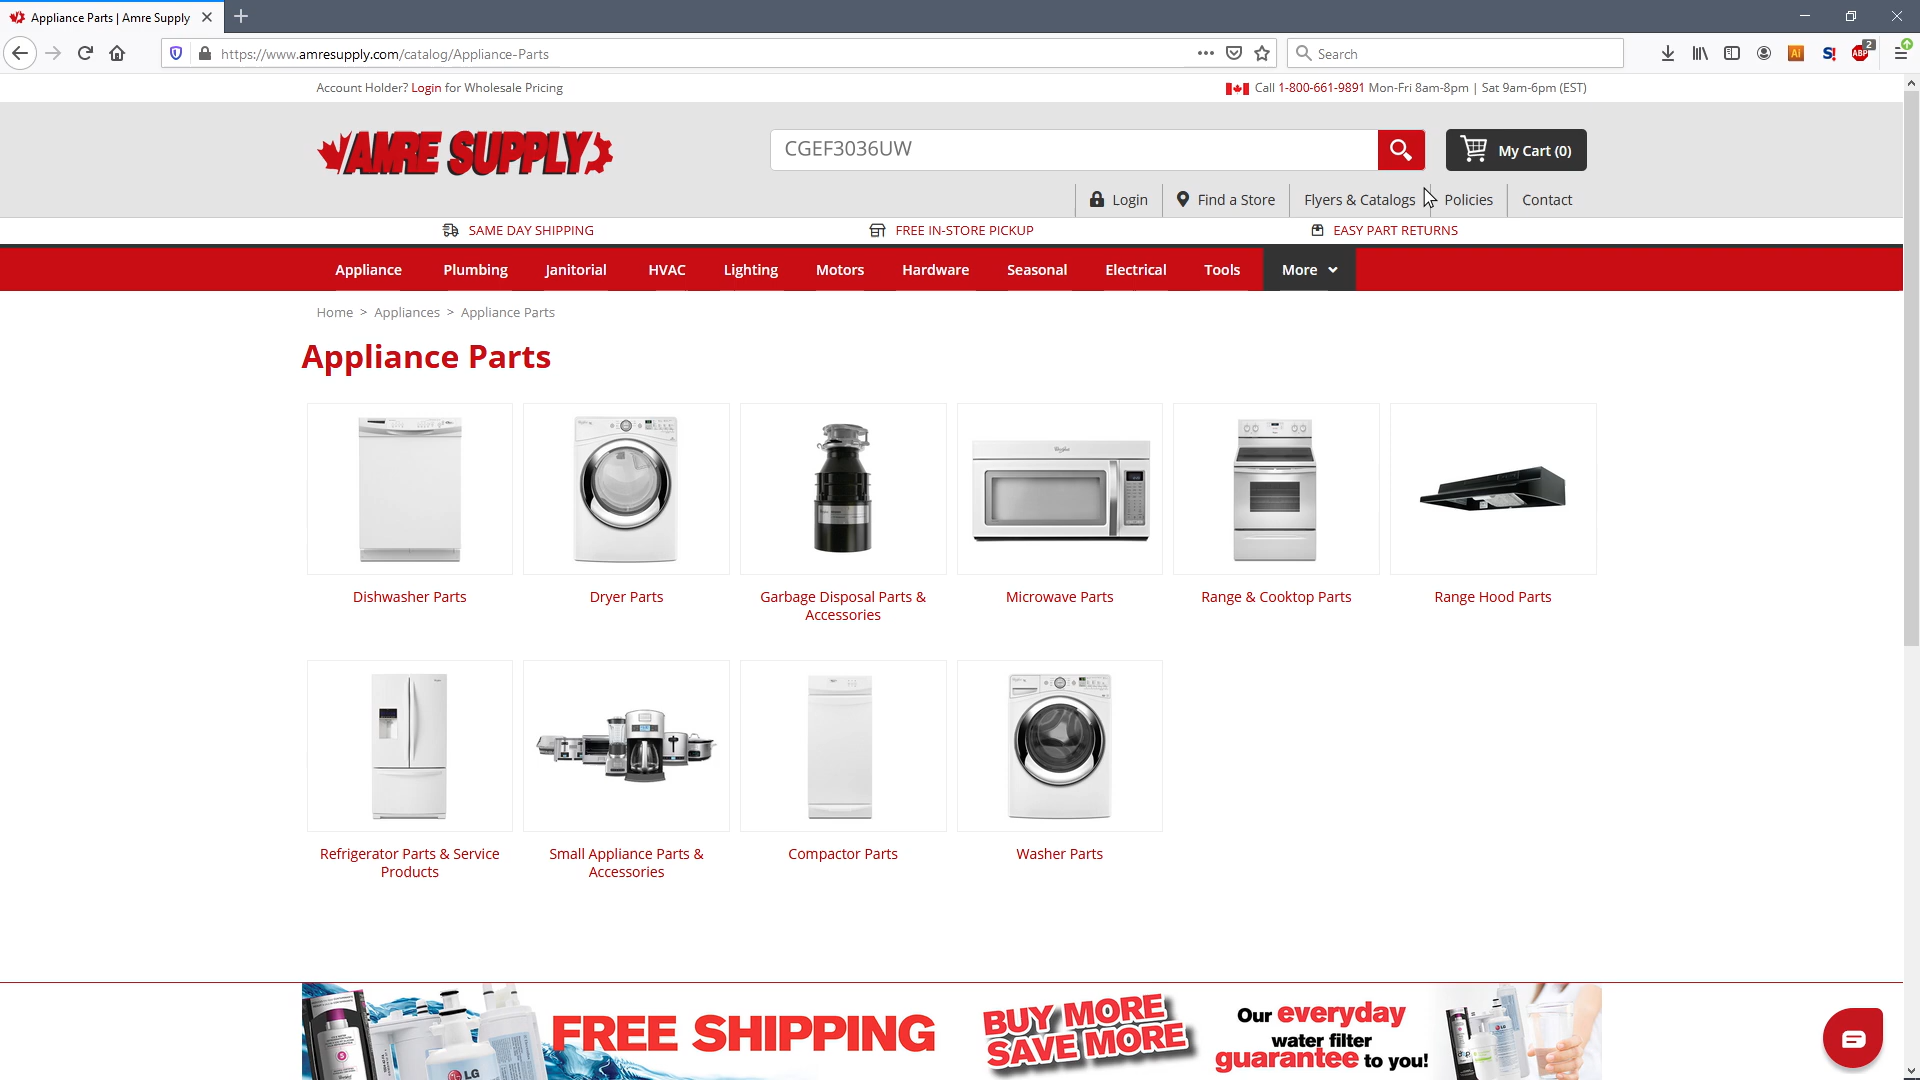 Appliance Parts | Amre Supply
https://www.amresupply.com/catalog/Appliance-Parts
Search
2
Account Holder? Login for Wholesale Pricing
Call 1-800-661-9891 Mon-Fri 8am-8pm | Sat 9am-6pm (EST)
AMRE SUPPLY
CGEF3036UW
My Cart (0)
Login
Find a Store
Flyers & Catalogs
Policies
Contact
SAME DAY SHIPPING
FREE IN-STORE PICKUP
EASY PART RETURNS
Appliance
Plumbing
Janitorial
HVAC
Lighting
Motors
Hardware
Seasonal
Electrical
Tools
More
Home > Appliances > Appliance Parts
Appliance Parts
Dishwasher Parts
Dryer Parts
Garbage Disposal Parts &
Accessories
Microwave Parts
Range & Cooktop Parts
Range Hood Parts
Refrigerator Parts & Service
Products
Small Appliance Parts &
Accessories
Compactor Parts
Washer Parts
FREE SHIPPING
BUY MORE
SAVE MORE
Our everyday
water filter
guarantee to you!
LG